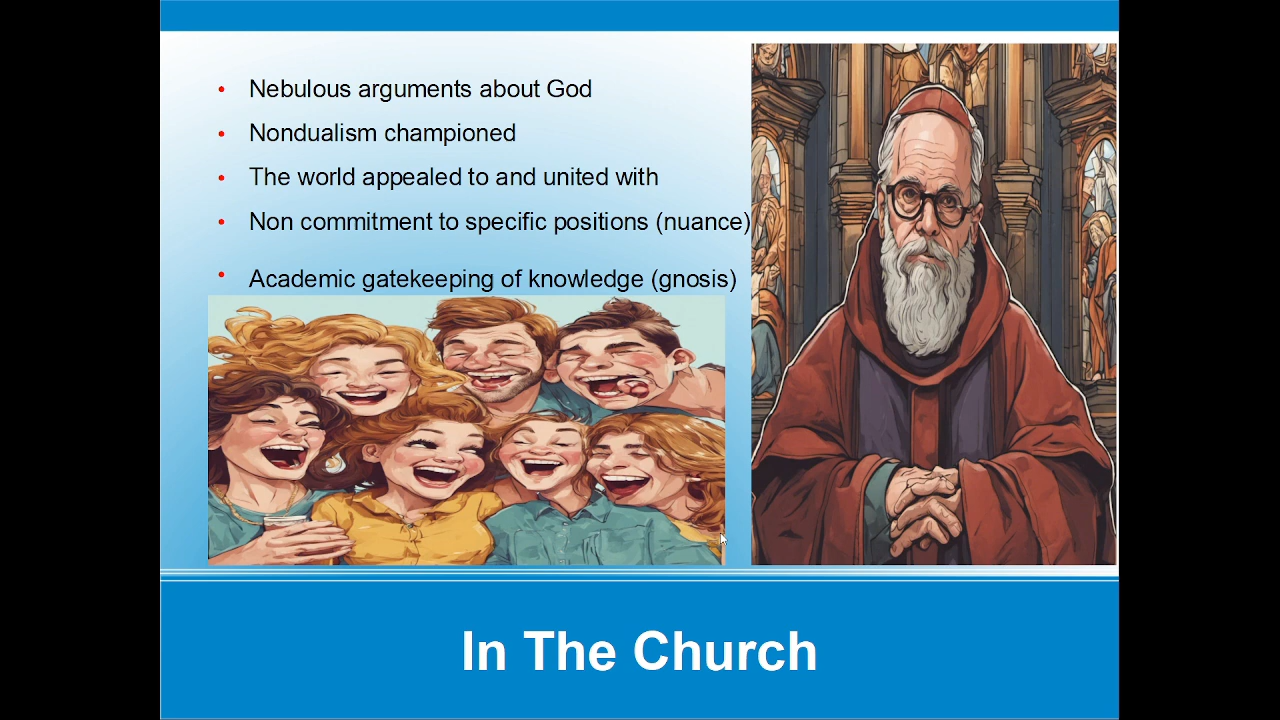 Nebulous arguments about God
Nondualism championed
The world appealed to and united with
Non commitment to specific positions (nuance)
Academic gatekeeping of knowledge (gnosis)
In The Church